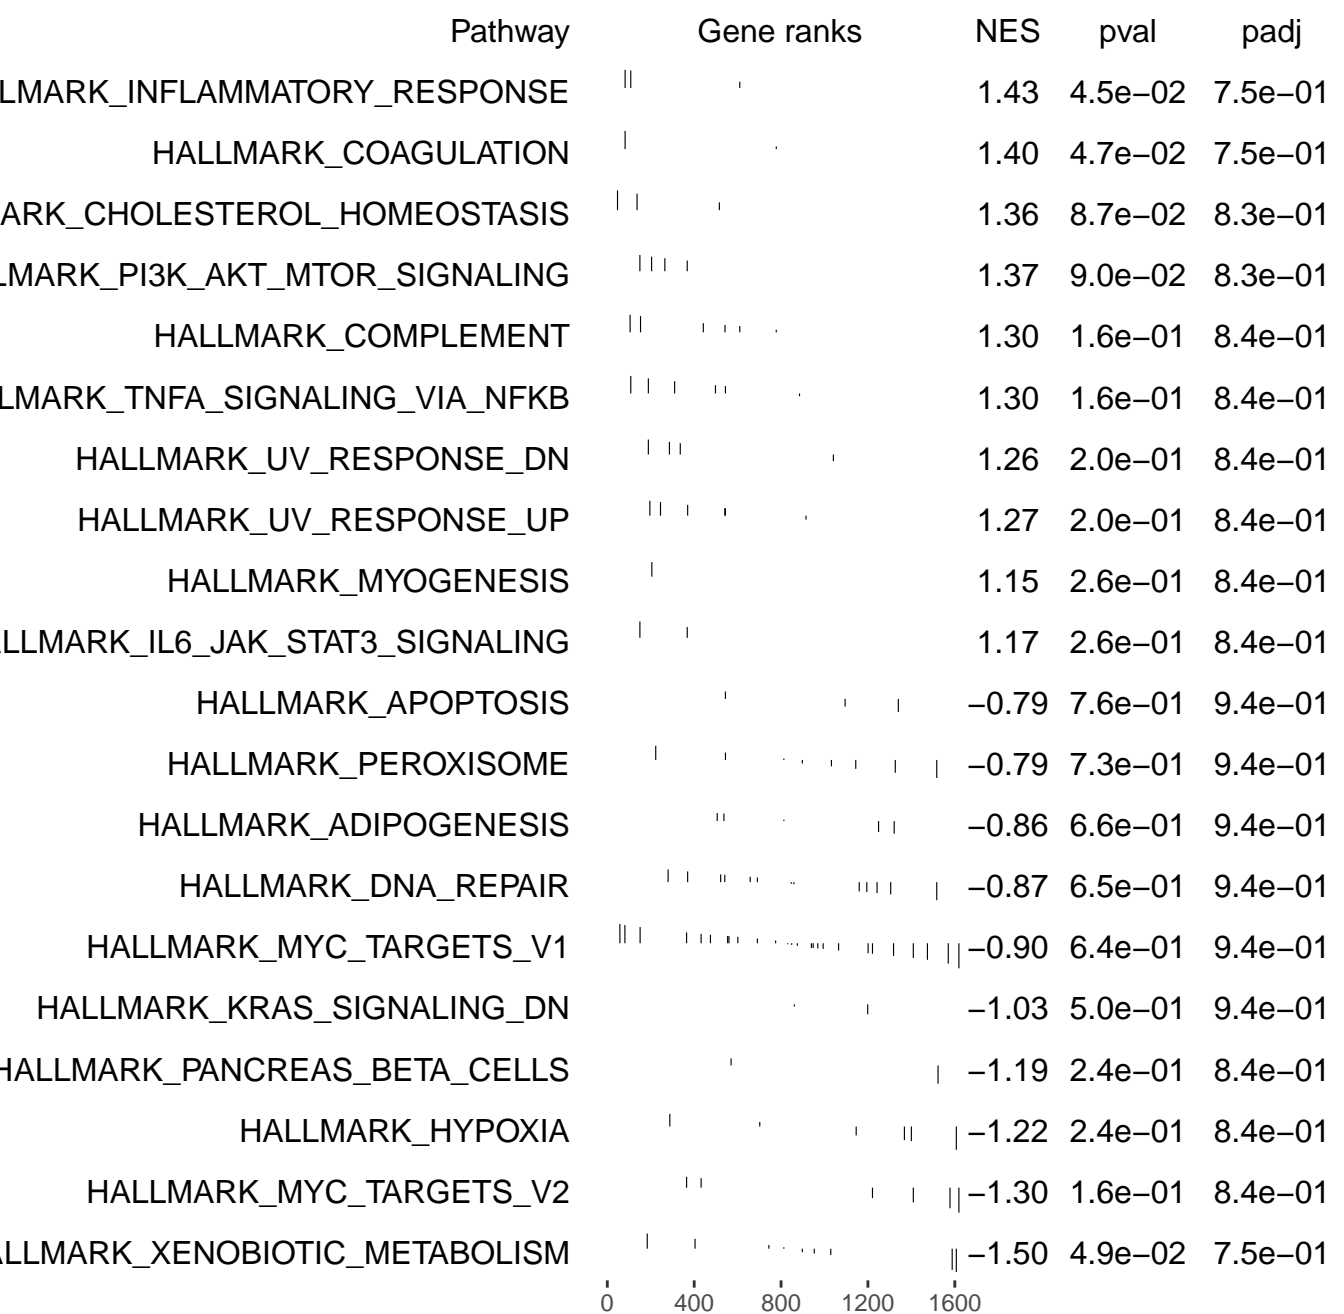 Pathway Gene ranks NES pval padj
LMARK_INFLAMMATORY_RESPONSE 1.43 4.5e−02 7.5e−01
HALLMARK_COAGULATION 1.40 4.7e−02 7.5e−01
ARK_CHOLESTEROL_HOMEOSTASIS 1.36 8.7e−02 8.3e−01
LMARK_PI3K_AKT_MTOR_SIGNALING 1.37 9.0e−02 8.3e−01
HALLMARK_COMPLEMENT 1.30 1.6e−01 8.4e−01
LMARK_TNFA_SIGNALING_VIA_NFKB 1.30 1.6e−01 8.4e−01
HALLMARK_UV_RESPONSE_DN 1.26 2.0e−01 8.4e−01
HALLMARK_UV_RESPONSE_UP 1.27 2.0e−01 8.4e−01
HALLMARK_MYOGENESIS 1.15 2.6e−01 8.4e−01
LLMARK_IL6_JAK_STAT3_SIGNALING 1.17 2.6e−01 8.4e−01
HALLMARK_APOPTOSIS −0.79 7.6e−01 9.4e−01
HALLMARK_PEROXISOME −0.79 7.3e−01 9.4e−01
HALLMARK_ADIPOGENESIS −0.86 6.6e−01 9.4e−01
HALLMARK_DNA_REPAIR −0.87 6.5e−01 9.4e−01
HALLMARK_MYC_TARGETS_V1 −0.90 6.4e−01 9.4e−01
HALLMARK_KRAS_SIGNALING_DN −1.03 5.0e−01 9.4e−01
HALLMARK_PANCREAS_BETA_CELLS −1.19 2.4e−01 8.4e−01
HALLMARK_HYPOXIA −1.22 2.4e−01 8.4e−01
HALLMARK_MYC_TARGETS_V2 −1.30 1.6e−01 8.4e−01
LLMARK_XENOBIOTIC_METABOLISM −1.50 4.9e−02 7.5e−01
0 400 800 1200 1600